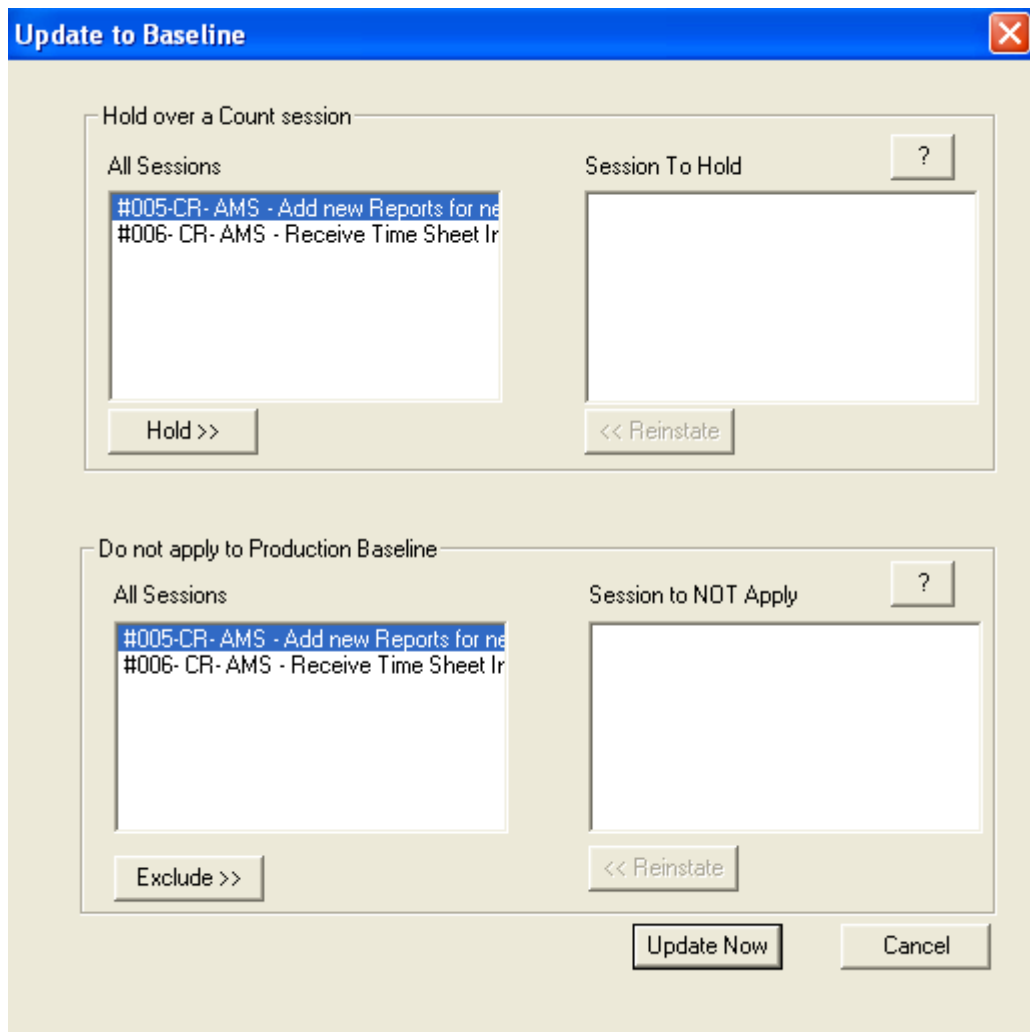 Update to Baseline
Hold over a Count session
All Sessions
Session To Hold
?
#005-CR- AMS - Add new Reports for ne
#006- CR- AMS - Receive Time Sheet
Hold >>
<< Reinstate
Do not apply to Production Baseline
All Sessions
Session to NOT Apply
?
#005-CR- AMS - Add new Reports for ne
#006- CR- AMS - Receive Time Sheet
Exclude >>
<< Reinstate
Update Now
Cancel